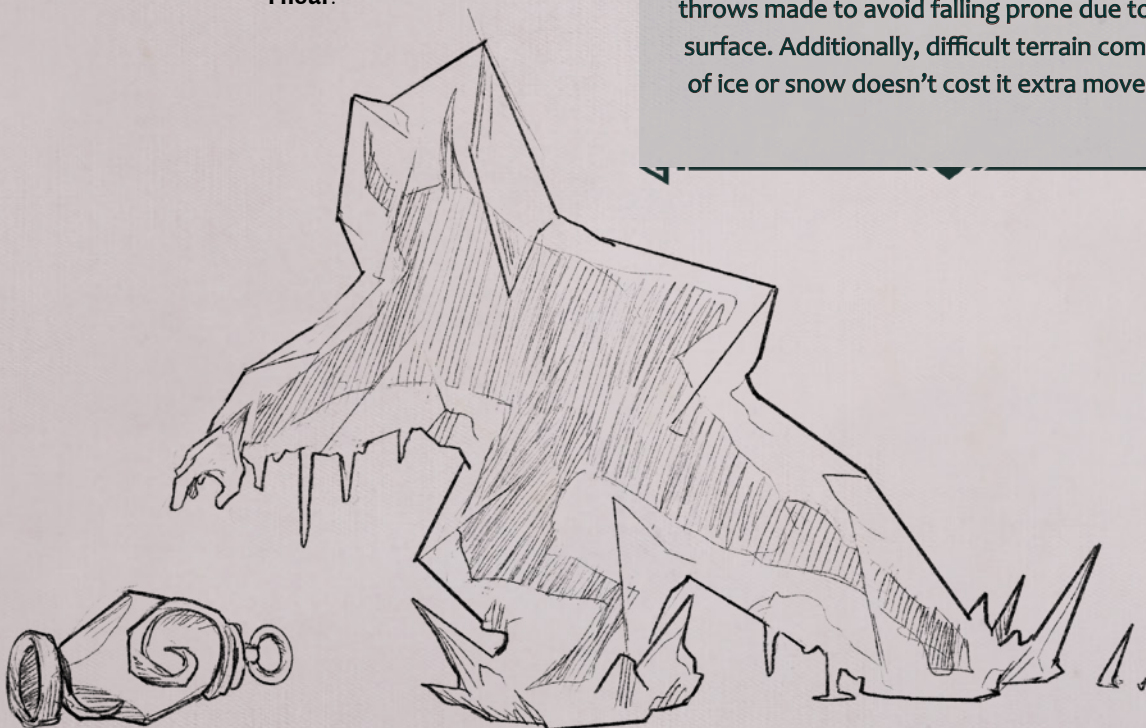 throws made to avoid falling prone due to
surface. Additionally, difficult terrain com
of ice or snow doesn’t cost it extra move